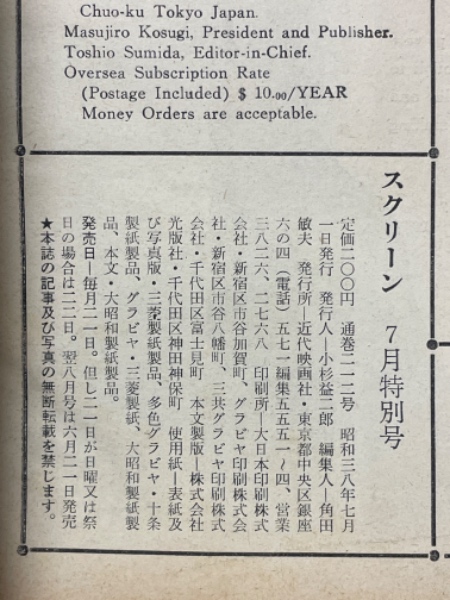 Chuo-ku Tokyo Japan.
Masujiro Kosugi, President and Publisher.
Toshio Sumida, Editor-in-Chief.
Oversea Subscription Rate
(Postage Included) $ 10.00/YEAR
Money Orders are acceptable.
スクリーン 7月特別号
定価二〇〇円 通巻二一二号 昭和三八年七月
一日発行 発行人—小杉益二郎 編集人—角田
敏夫 発行所—近代映画社・東京都中央区銀座
六の四 (電話) 五七一編集五五五一〜四、営業
三八二六、二七六八 印刷所—大日本印刷株式
会社・新宿区市谷加賀町、グラビヤ印刷株式会
社・新宿区市谷八幡町、三共グラビヤ印刷株式
会社・千代田区富士見町 本文製版—株式会社
光版社・千代田区神田神保町 使用紙—表紙及
び写真版・三菱製紙製品、多色グラビヤ・十条
製紙製品、グラビヤ・三菱製紙、大昭和製紙製
品、本文・大昭和製紙製品。
発売日—毎月二一日。但し二一日が日曜又は祭
日の場合は二二日。翌八月号は六月二一日発売
★本誌の記事及び写真の無断転載を禁じます。